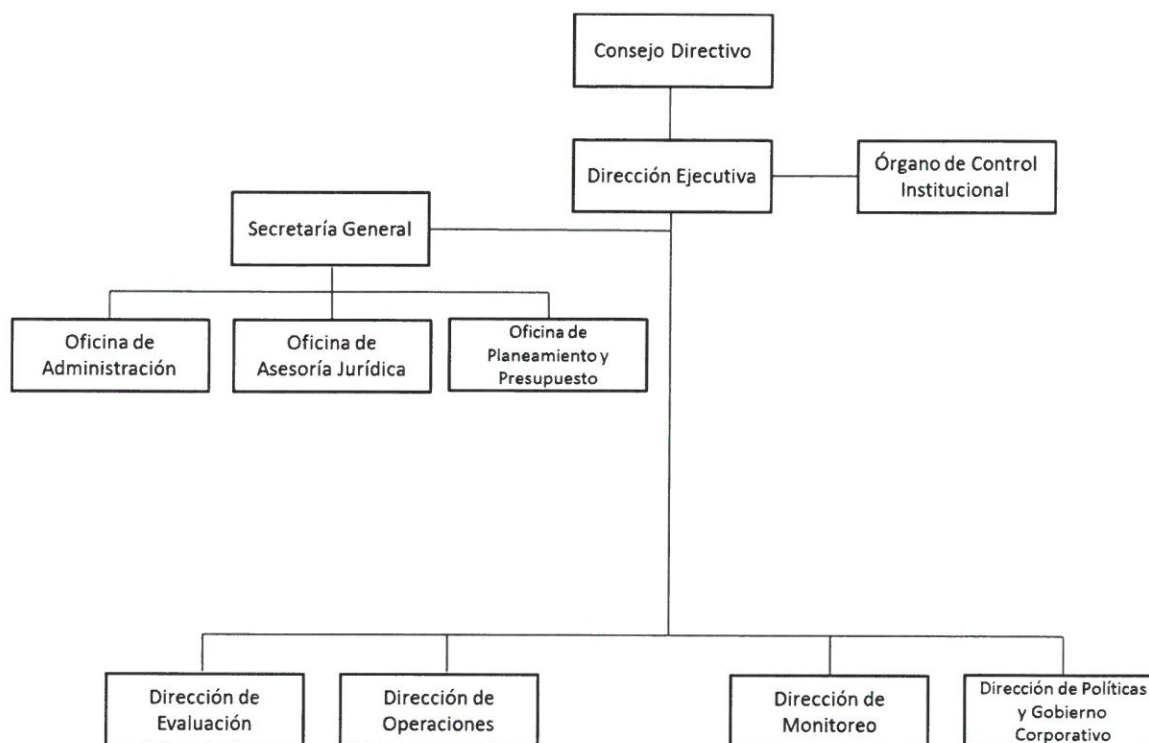 Consejo Directivo
Dirección Ejecutiva
Órgano de Control
Institucional
Secretaría General
Oficina de
Administración
Oficina de
Asesoría Jurídica
Oficina de
Planeamiento y
Presupuesto
Dirección de
Evaluación
Dirección de
Operaciones
Dirección de
Monitoreo
Dirección de Políticas
y Gobierno
Corporativo